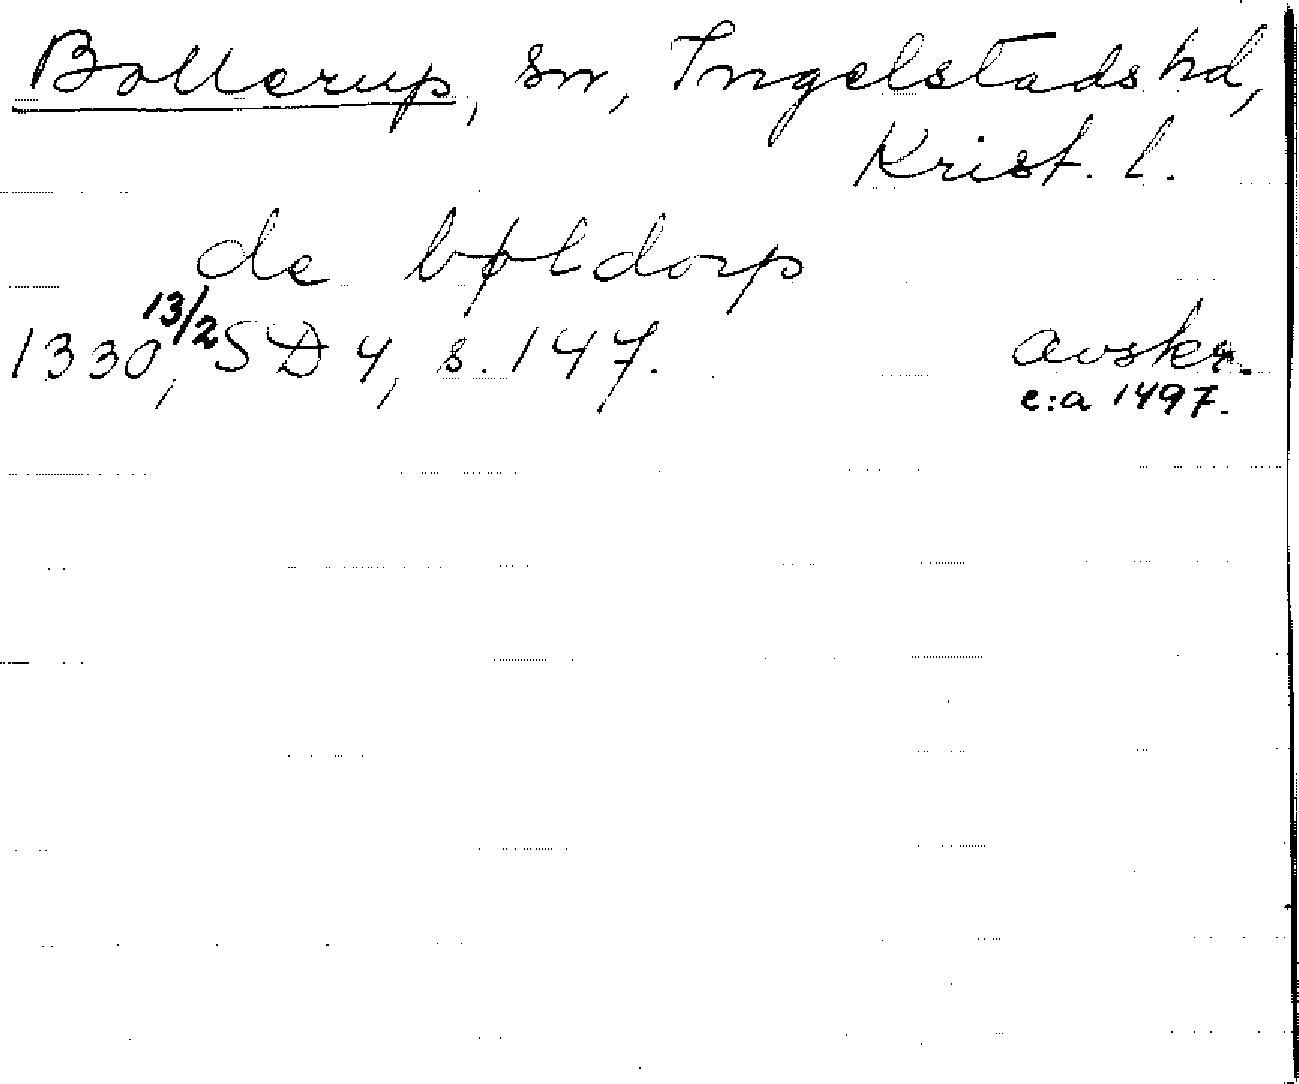 Bollerup, sn, Ingelstads hd,
Krist. l.
de bøldorp
1330 13/2, SD 4, s. 147. avskr.
c:a 1497.